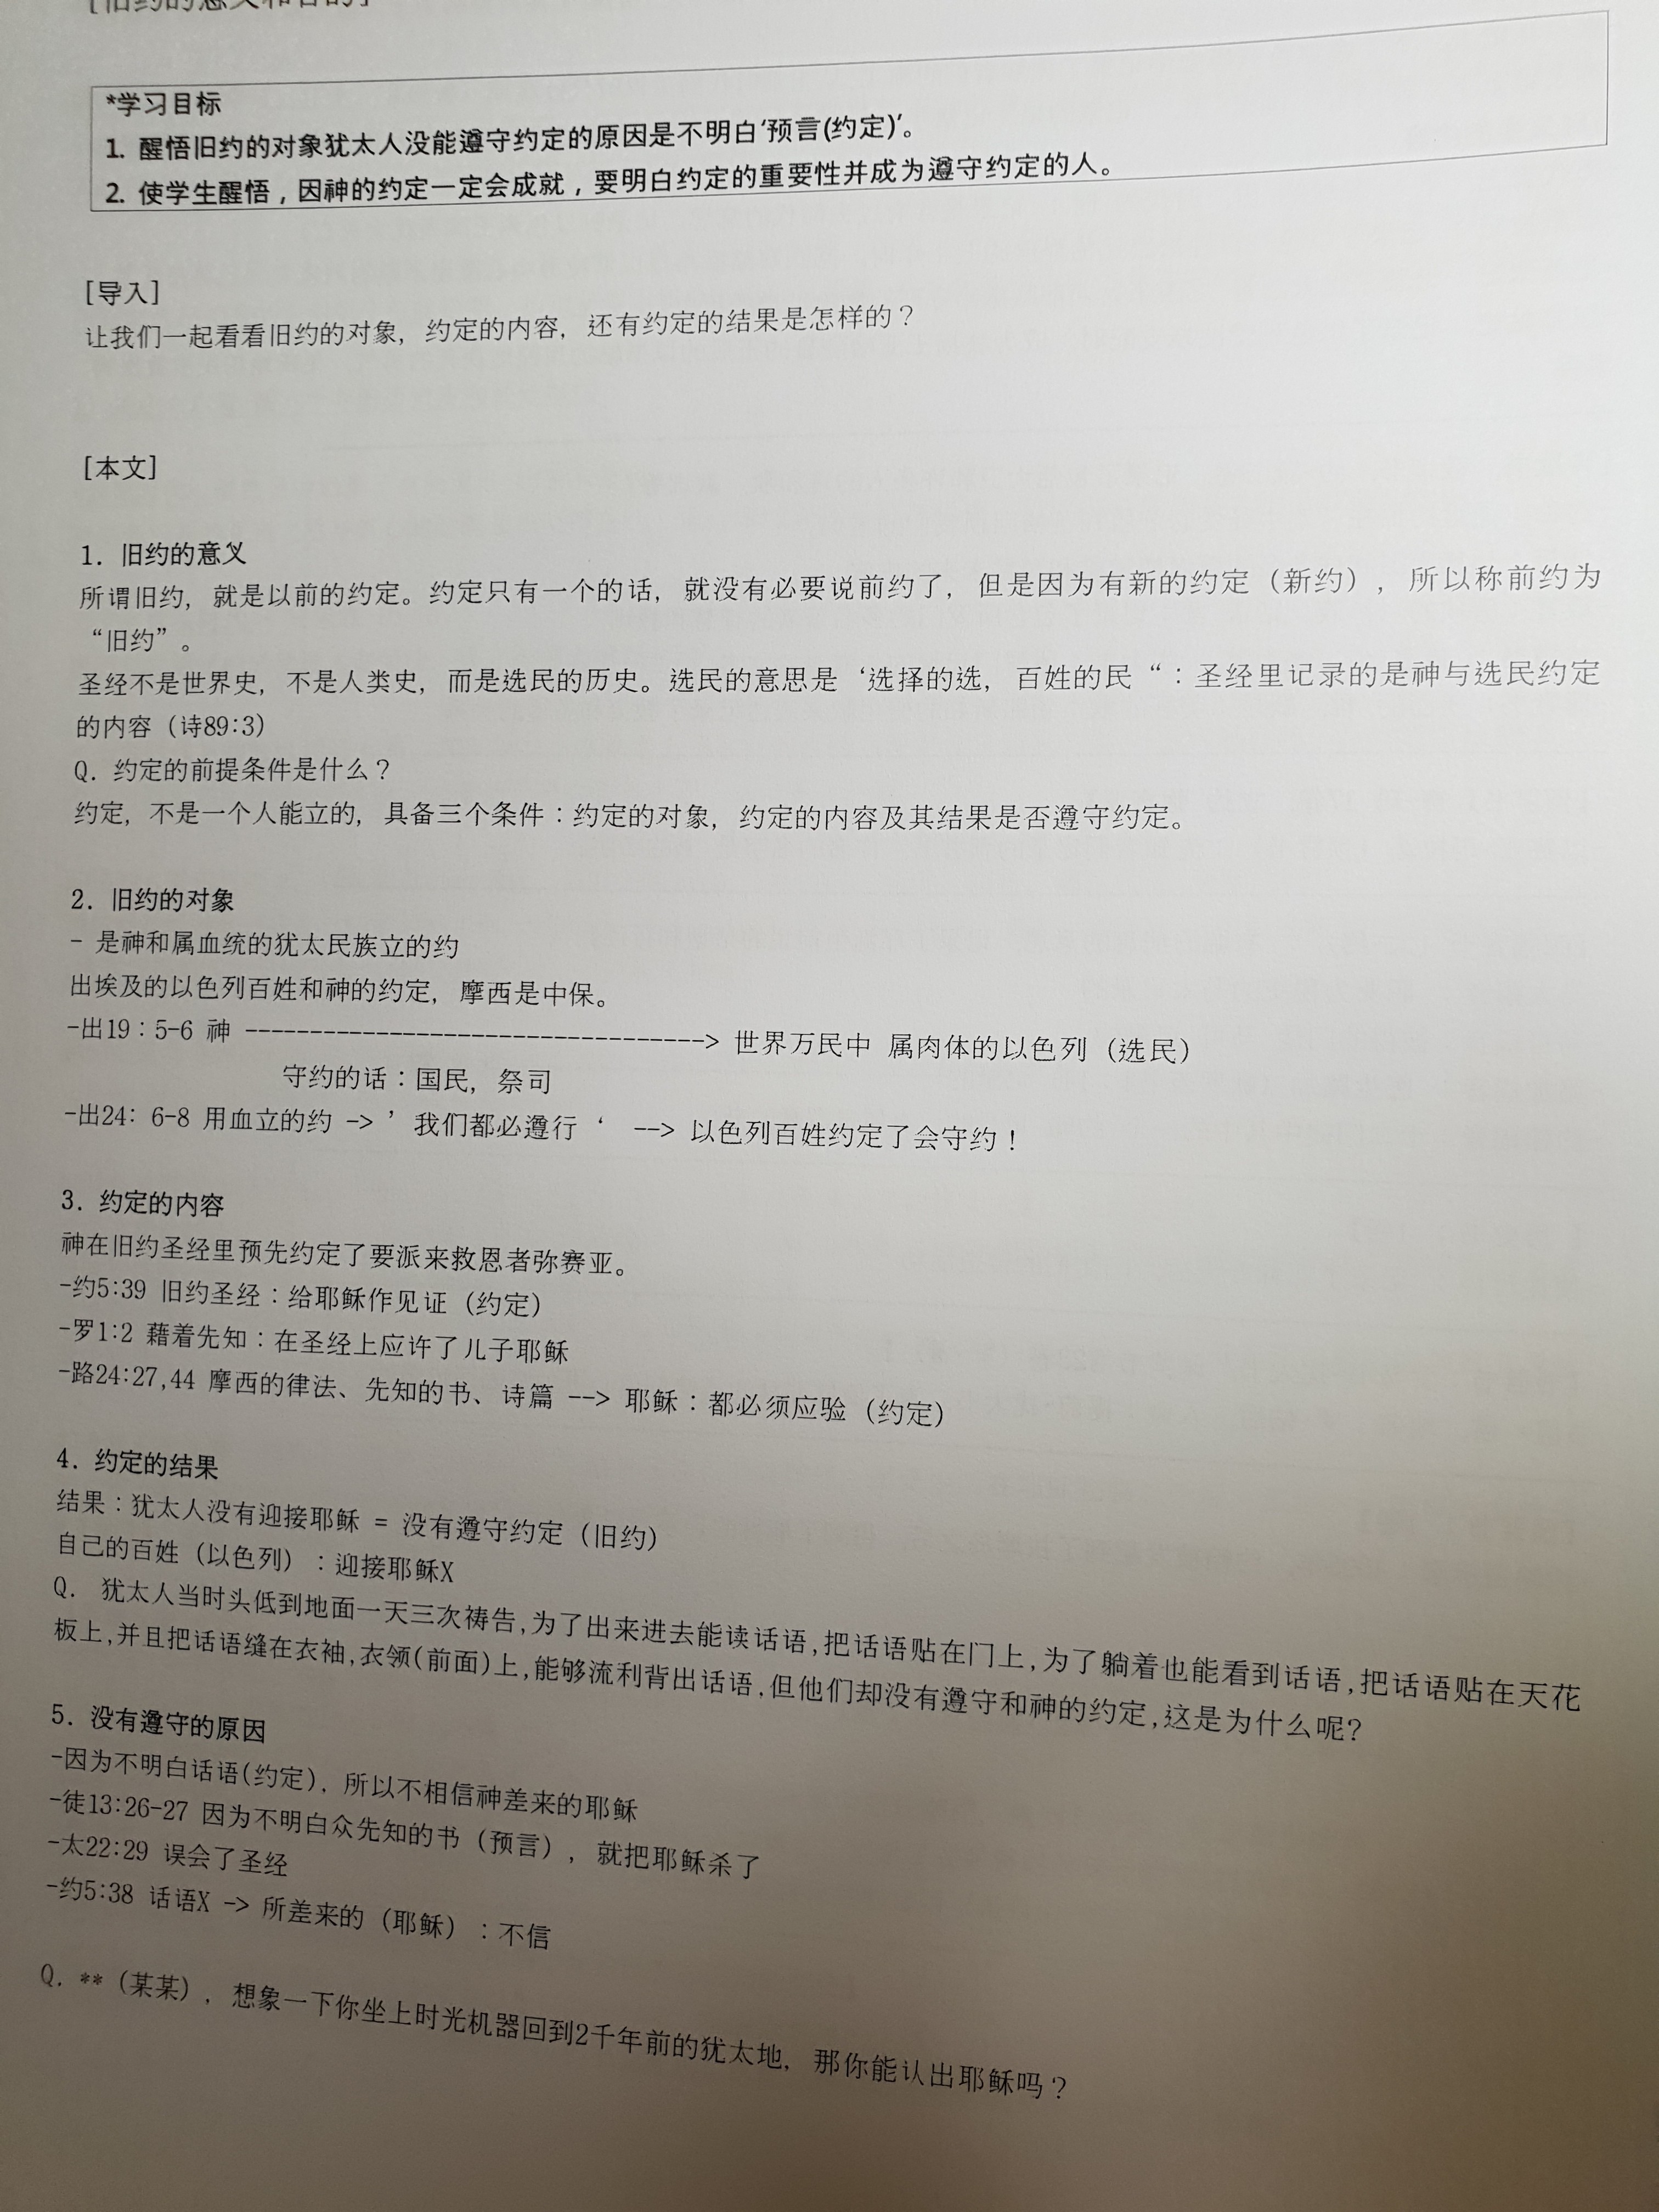 [旧约的意义和目的]
*学习目标
1. 醒悟旧约的对象犹太人没能遵守约定的原因是不明白‘预言(约定)’。
2. 使学生醒悟，因神的约定一定会成就，要明白约定的重要性并成为遵守约定的人。
[导入]
让我们一起看看旧约的对象，约定的内容，还有约定的结果是怎样的？
[本文]
1. 旧约的意义
所谓旧约，就是以前的约定。约定只有一个的话，就没有必要说前约了，但是因为有新的约定（新约），所以称前约为
“旧约”。
圣经不是世界史，不是人类史，而是选民的历史。选民的意思是‘选择的选，百姓的民“：圣经里记录的是神与选民约定
的内容（诗89:3）
Q. 约定的前提条件是什么？
约定，不是一个人能立的，具备三个条件：约定的对象，约定的内容及其结果是否遵守约定。
2. 旧约的对象
- 是神和属血统的犹太民族立的约
出埃及的以色列百姓和神的约定，摩西是中保。
-出19：5-6 神 -----------------------------------> 世界万民中 属肉体的以色列（选民）
守约的话：国民，祭司
-出24: 6-8 用血立的约 -> ’我们都必遵行‘ --> 以色列百姓约定了会守约！
3. 约定的内容
神在旧约圣经里预先约定了要派来救恩者弥赛亚。
-约5:39 旧约圣经：给耶稣作见证（约定）
-罗1:2 藉着先知：在圣经上应许了儿子耶稣
-路24:27,44 摩西的律法、先知的书、诗篇 --> 耶稣：都必须应验（约定）
4. 约定的结果
结果：犹太人没有迎接耶稣 = 没有遵守约定（旧约）
自己的百姓（以色列）：迎接耶稣X
Q. 犹太人当时头低到地面一天三次祷告,为了出来进去能读话语,把话语贴在门上,为了躺着也能看到话语,把话语贴在天花
板上,并且把话语缝在衣袖,衣领(前面)上,能够流利背出话语,但他们却没有遵守和神的约定,这是为什么呢?
5. 没有遵守的原因
-因为不明白话语(约定)，所以不相信神差来的耶稣
-徒13:26-27 因为不明白众先知的书（预言），就把耶稣杀了
-太22:29 误会了圣经
-约5:38 话语X -> 所差来的（耶稣）：不信
Q. **（某某），想象一下你坐上时光机器回到2千年前的犹太地，那你能认出耶稣吗？